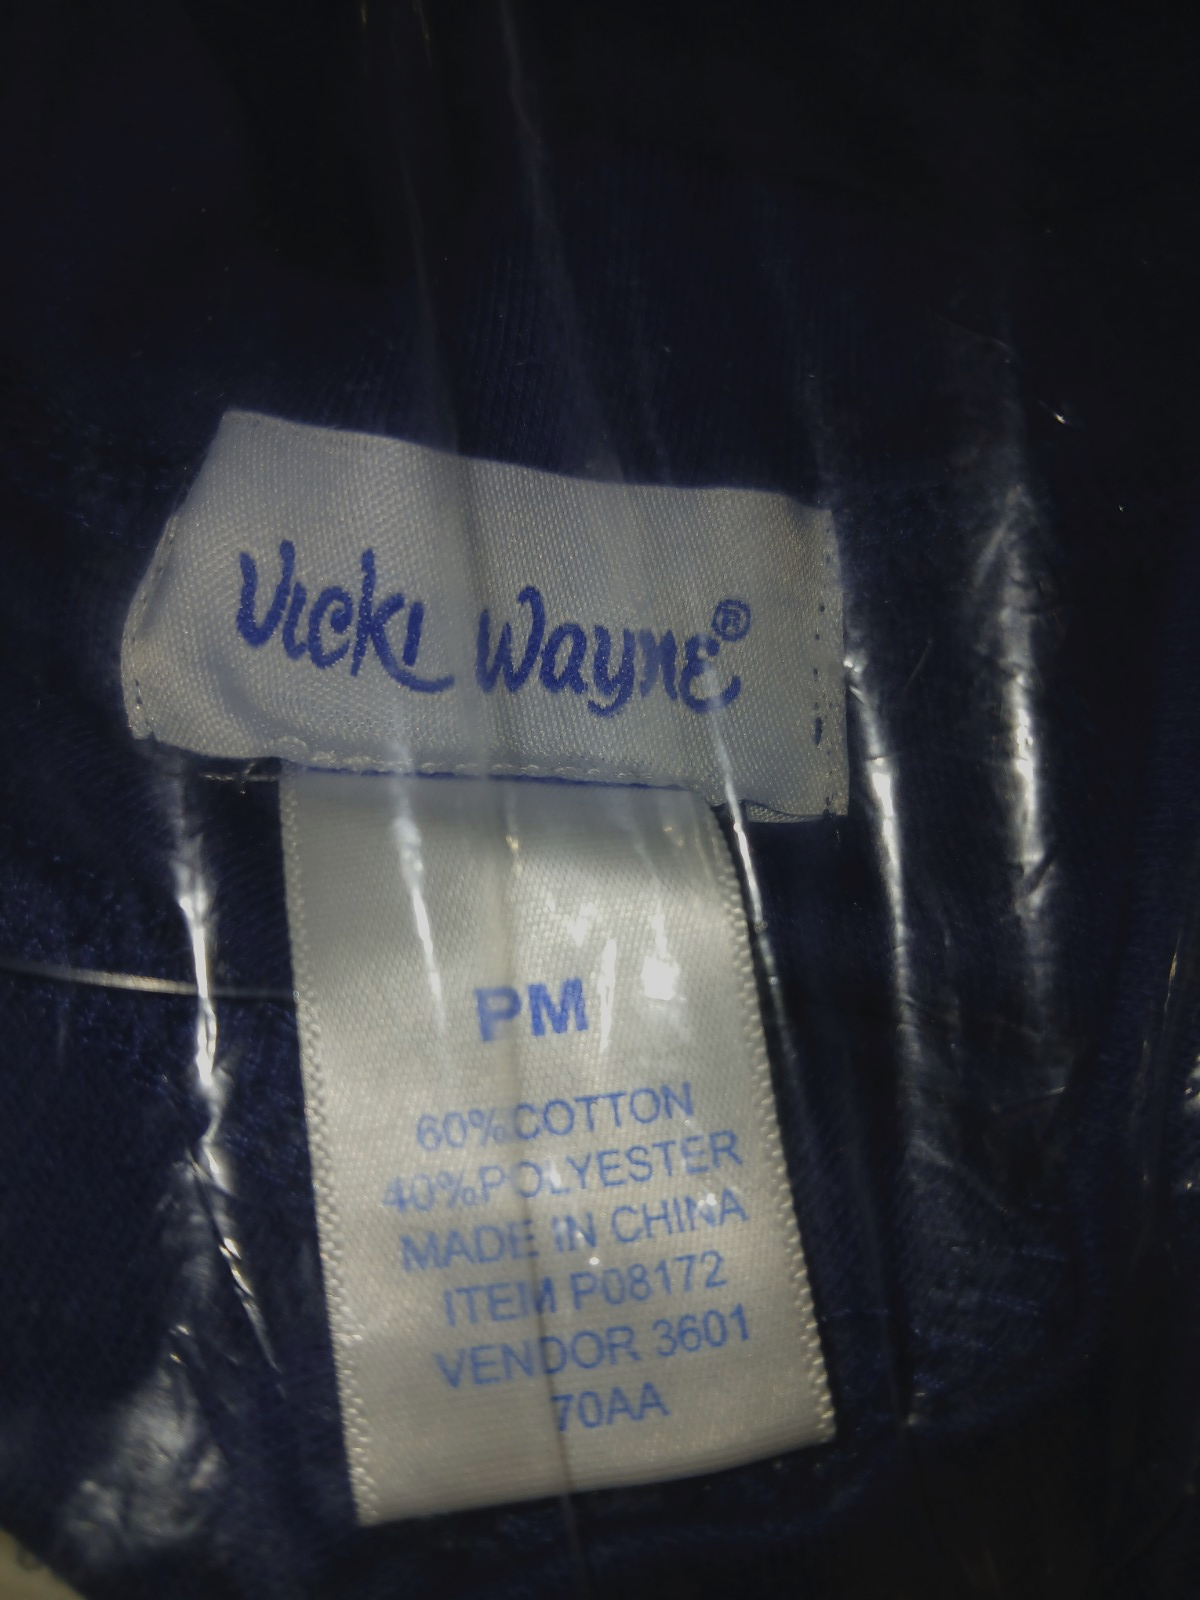 Vicki Wayne®
PM
60%COTTON
40%POLYESTER
MADE IN CHINA
ITEM P08172
VENDOR 3601
70AA